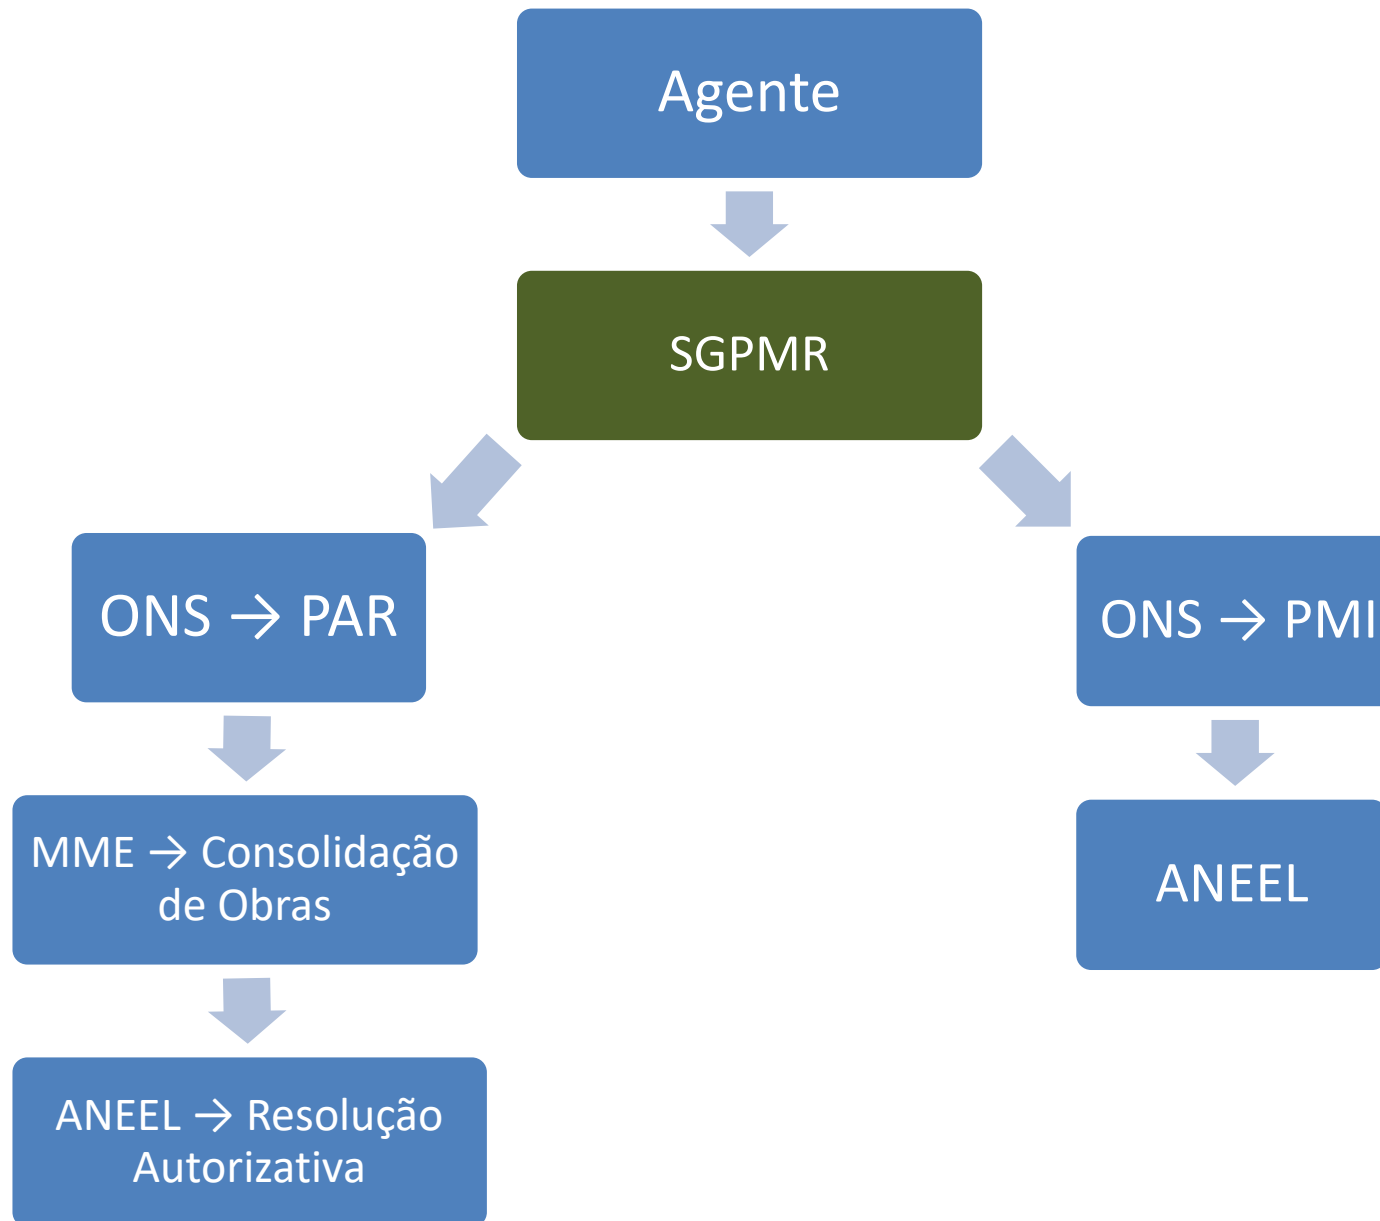 Agente
SGPMR
ONS → PAR
ONS → PMI
MME → Consolidação
de Obras
ANEEL
ANEEL → Resolução
Autorizativa